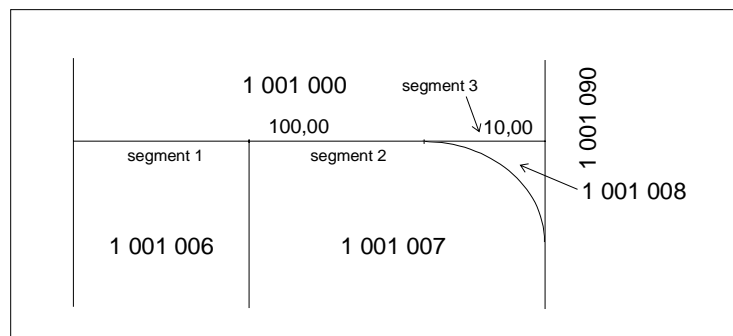 1 001 000
segment 3
1 001 090
100,00
10,00
segment 1
segment 2
1 001 008
1 001 006
1 001 007